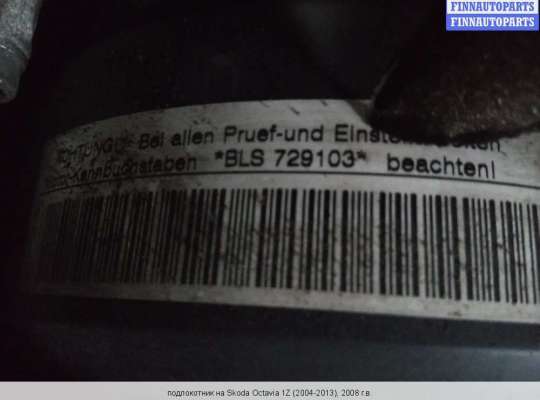 FINNAUTOPARTS
FINNAUTOPARTS
Bei allen Pruef-und
*BLS 729103* beachten!
подлокотник на Skoda Octavia 1Z (2004-2013), 2008 г.в.